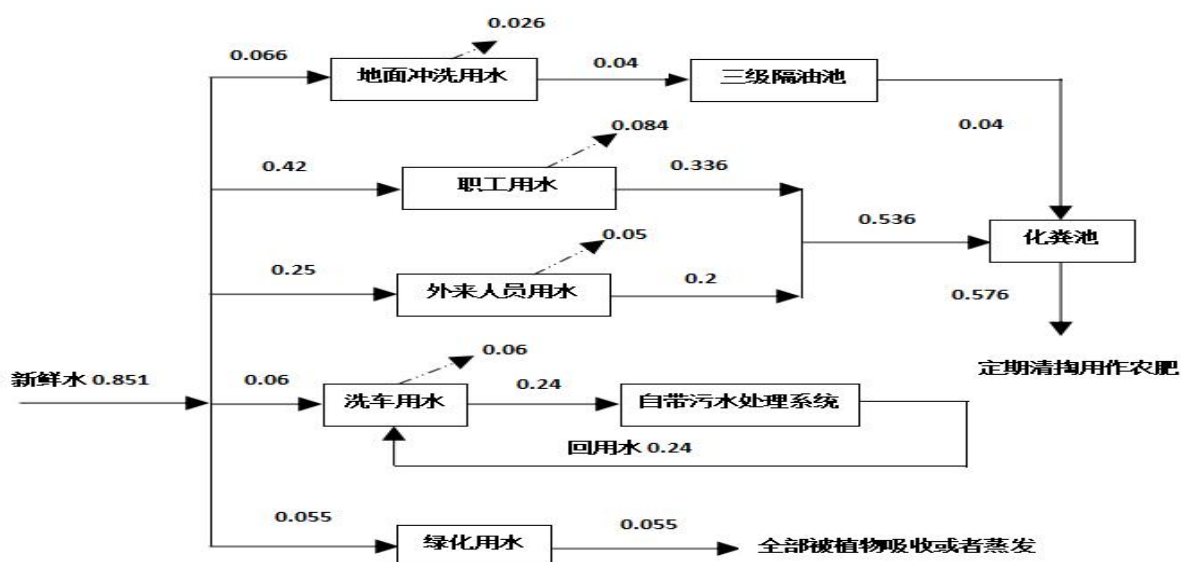 0.026
0.066
地面冲洗用水
0.04
三级隔油池
0.04
0.084
0.42
职工用水
0.336
0.536
化粪池
0.05
0.25
外来人员用水
0.2
0.576
定期清掏用作农肥
新鲜水 0.851
0.06
0.06
洗车用水
0.24
自带污水处理系统
回用水 0.24
0.055
绿化用水
0.055
全部被植物吸收或者蒸发